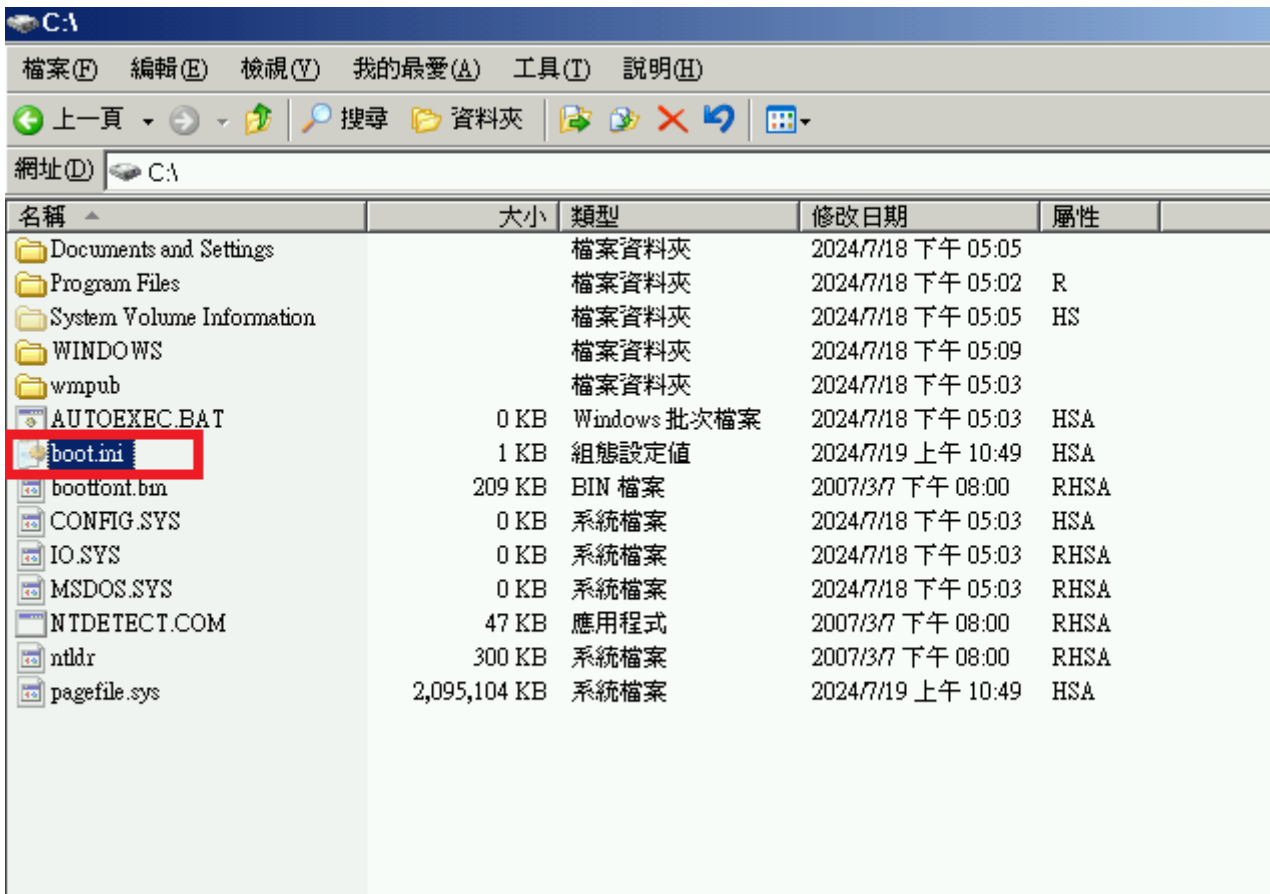 C:\
檔案(F) 編輯(E) 檢視(V) 我的最愛(A) 工具(T) 說明(H)
上一頁 搜尋 資料夾
網址(D) C:\
名稱 大小 類型 修改日期 屬性
Documents and Settings 檔案資料夾 2024/7/18 下午 05:05
Program Files 檔案資料夾 2024/7/18 下午 05:02 R
System Volume Information 檔案資料夾 2024/7/18 下午 05:05 HS
WINDOWS 檔案資料夾 2024/7/18 下午 05:09
wmpub 檔案資料夾 2024/7/18 下午 05:03
AUTOEXEC.BAT 0 KB Windows 批次檔案 2024/7/18 下午 05:03 HSA
boot.ini 1 KB 組態設定值 2024/7/19 上午 10:49 HSA
bootfont.bin 209 KB BIN 檔案 2007/3/7 下午 08:00 RHSA
CONFIG.SYS 0 KB 系統檔案 2024/7/18 下午 05:03 HSA
IO.SYS 0 KB 系統檔案 2024/7/18 下午 05:03 RHSA
MSDOS.SYS 0 KB 系統檔案 2024/7/18 下午 05:03 RHSA
NTDETECT.COM 47 KB 應用程式 2007/3/7 下午 08:00 RHSA
ntldr 300 KB 系統檔案 2007/3/7 下午 08:00 RHSA
pagefile.sys 2,095,104 KB 系統檔案 2024/7/19 上午 10:49 HSA